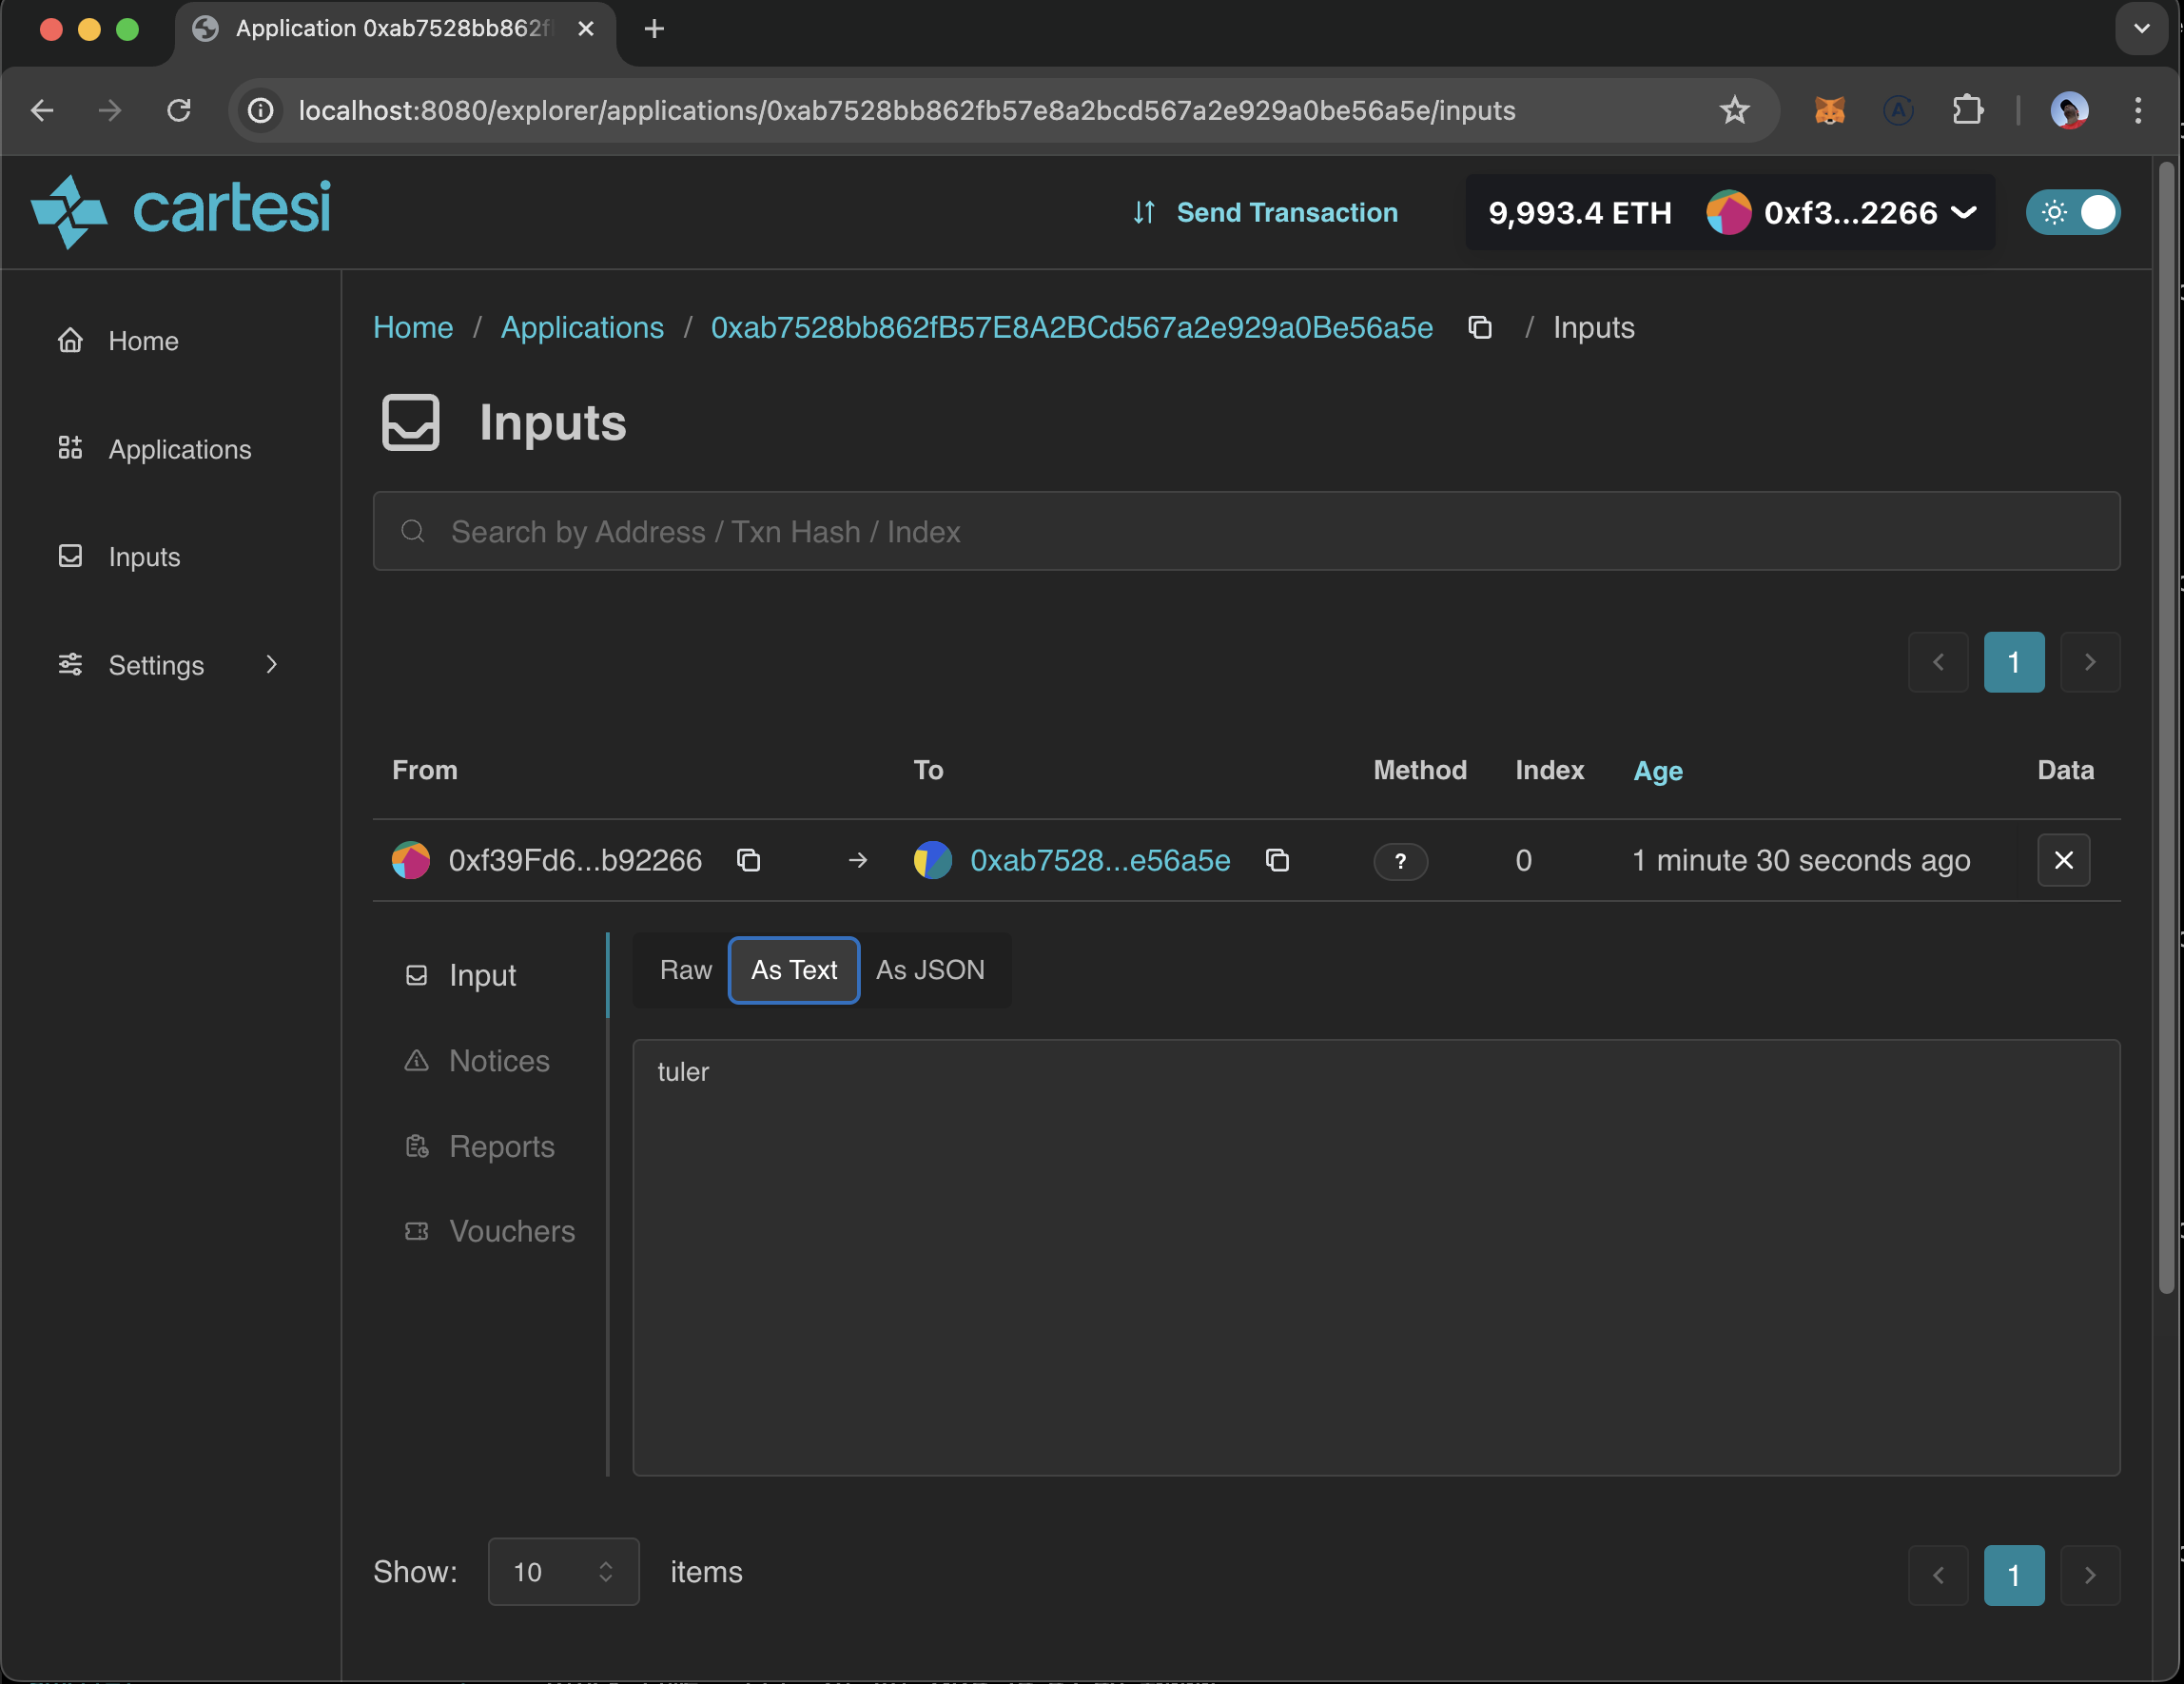 Application 0xab7528bb862f
localhost:8080/explorer/applications/0xab7528bb862fb57e8a2bcd567a2e929a0be56a5e/inputs
cartesi
Send Transaction
9,993.4 ETH 0xf3...2266
Home
Applications
Inputs
Settings
Home / Applications / 0xab7528bb862fB57E8A2BCd567a2e929a0Be56a5e / Inputs
Inputs
Search by Address / Txn Hash / Index
1
From To Method Index Age Data
0xf39Fd6...b92266 → 0xab7528...e56a5e ? 0 1 minute 30 seconds ago
Input
Notices
Reports
Vouchers
Raw As Text As JSON
tuler
Show: 10 items
1